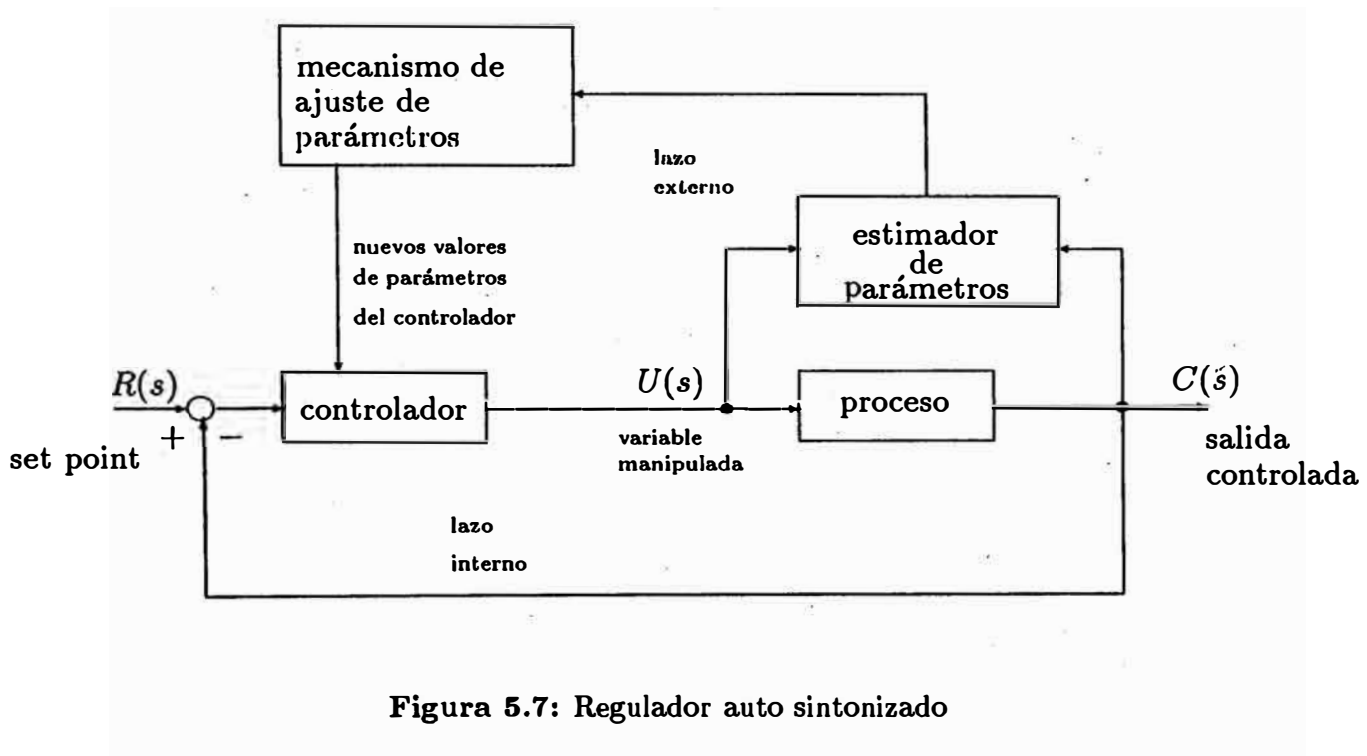 mecanismo de
ajuste de
parámetros
lazo
externo
estimador
de
parámetros
nuevos valores
de parámetros
del controlador
R(s)
controlador
U(s)
proceso
C(s)
+ −
set point
variable
manipulada
salida
controlada
lazo
interno
Figura 5.7: Regulador auto sintonizado